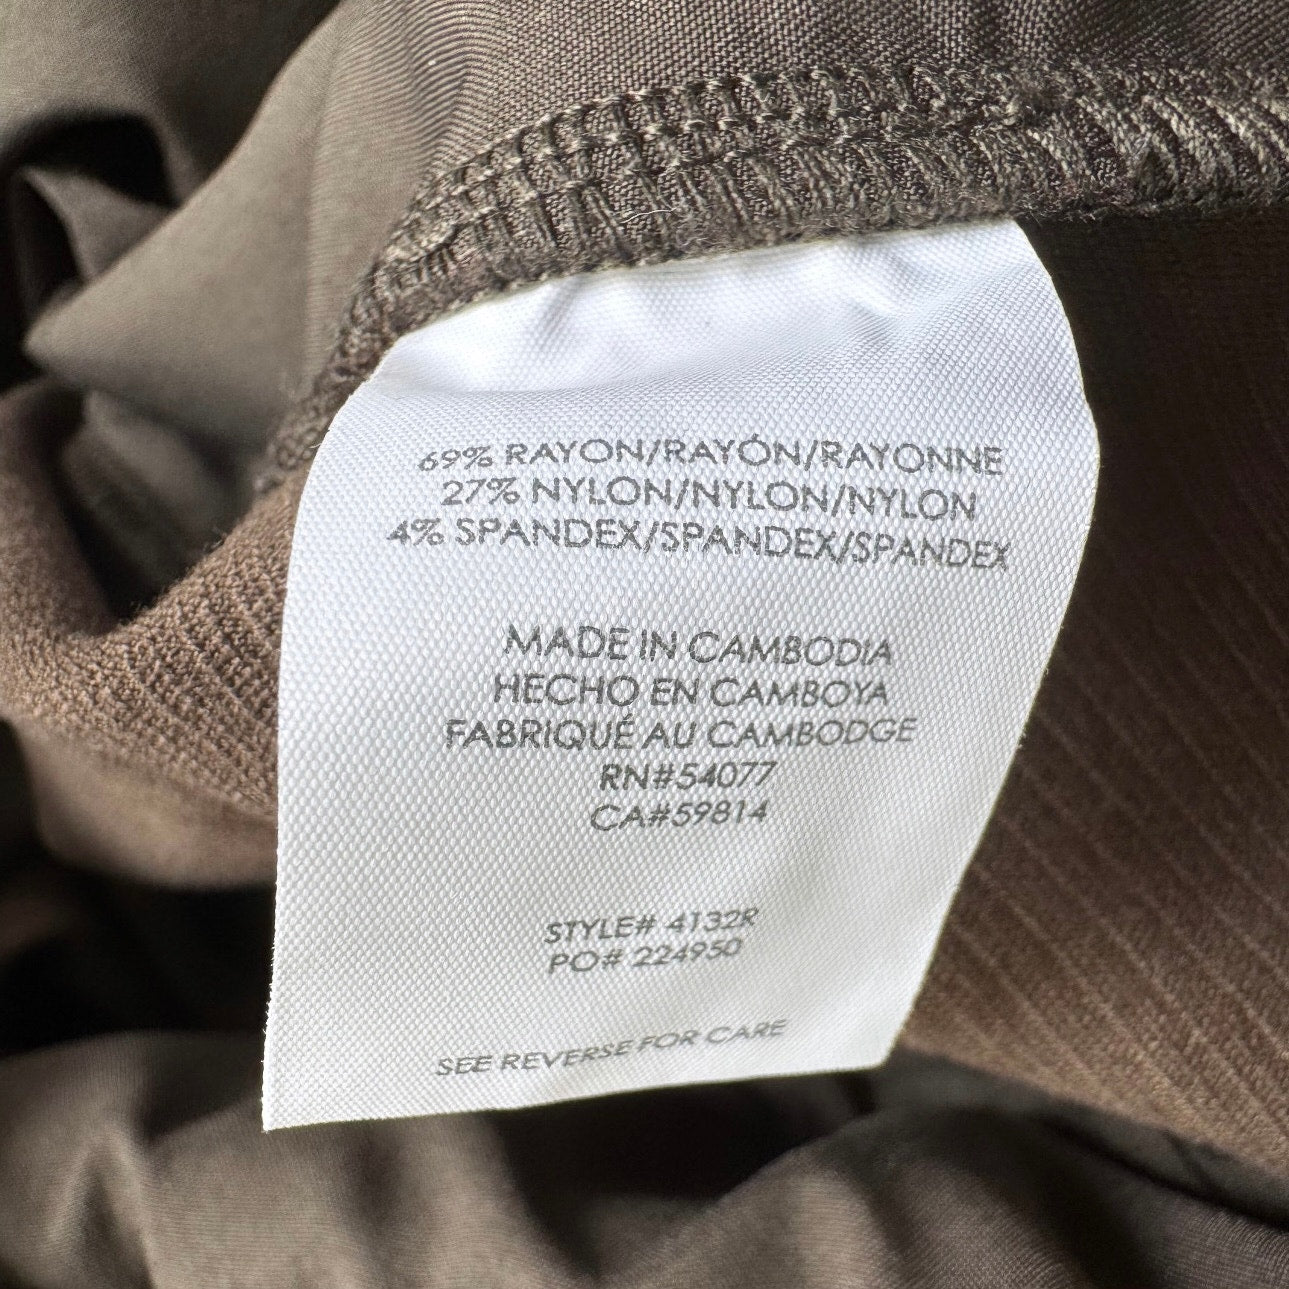 69% RAYON/RAYÓN/RAYONNE
27% NYLON/NYLON/NYLON
4% SPANDEX/SPANDEX/SPANDEX
MADE IN CAMBODIA
HECHO EN CAMBOYA
FABRIQUÉ AU CAMBODGE
RN#54077
CA#59814
STYLE# 4132R
PO# 224950
SEE REVERSE FOR CARE